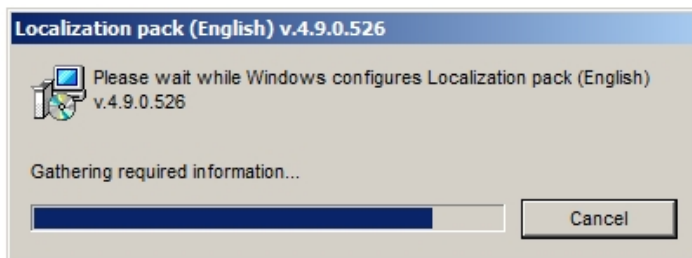 Localization pack (English) v.4.9.0.526
Please wait while Windows configures Localization pack (English)
v.4.9.0.526
Gathering required information...
Cancel